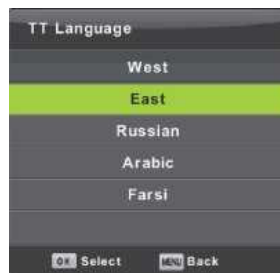 TT Language
West
East
Russian
Arabic
Farsi
OK Select MENU Back